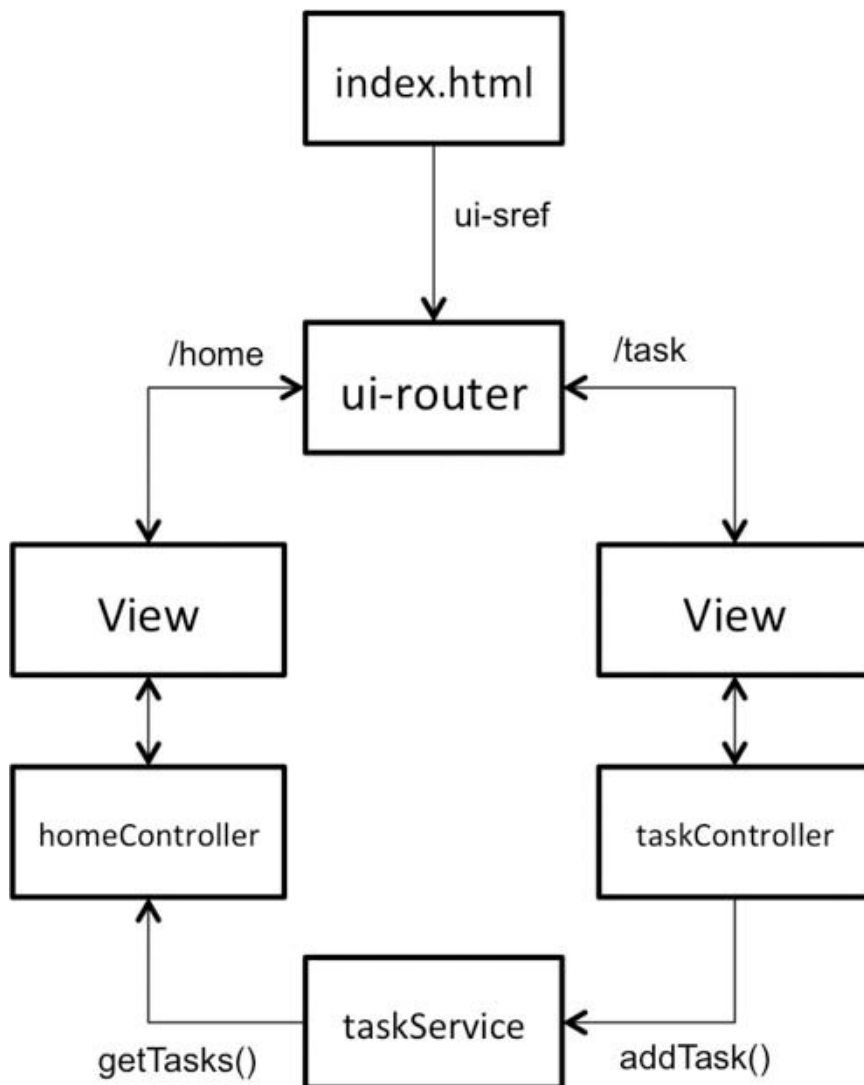 index.html
ui-sref
/home
/task
ui-router
View
View
homeController
taskController
taskService
getTasks()
addTask()